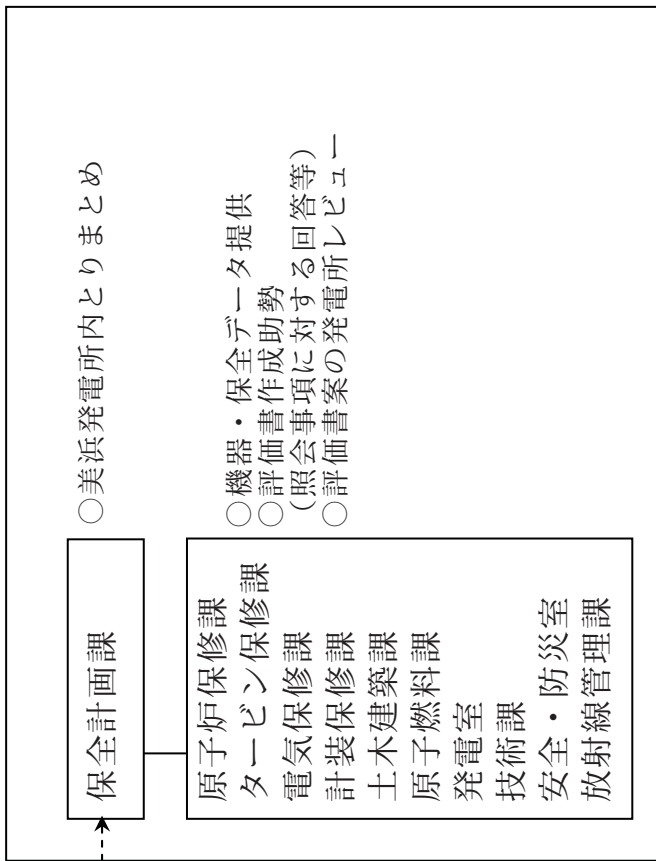 保全計画課
○美浜発電所内とりまとめ
原子炉保修課
タービン保修課
電気保修課
計装保修課
土木建築課
原子燃料課
発電室
技術課
安全・防災室
放射線管理課
○機器・保全データ提供
○評価書作成助勢
(照会事項に対する回答等)
○評価書案の発電所レビュー